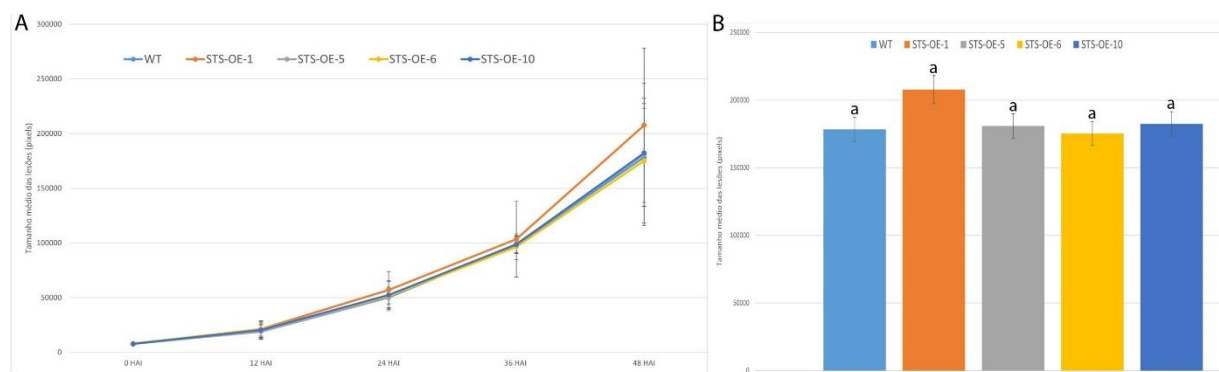 A
300000
WT STS-OE-1 STS-OE-5 STS-OE-6 STS-OE-10
250000
200000
150000
100000
50000
0
Tamanho médio das lesões (pixels)
0 HAI 12 HAI 24 HAI 36 HAI 48 HAI
B
250000
WT STS-OE-1 STS-OE-5 STS-OE-6 STS-OE-10
200000
150000
100000
50000
0
Tamanho médio das lesões (pixels)
a a a a a